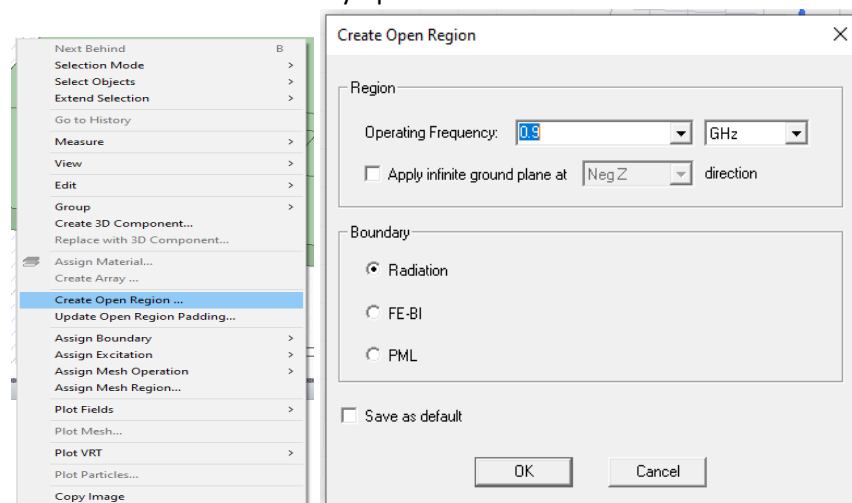 Next Behind B
Selection Mode >
Select Objects >
Extend Selection >
Go to History
Measure >
View >
Edit >
Group >
Create 3D Component...
Replace with 3D Component...
Assign Material...
Create Array ...
Create Open Region ...
Update Open Region Padding...
Assign Boundary >
Assign Excitation >
Assign Mesh Operation >
Assign Mesh Region...
Plot Fields >
Plot Mesh...
Plot VRT >
Plot Particles...
Copy Image
Create Open Region
Region
Operating Frequency: 0.9 GHz
Apply infinite ground plane at Neg Z direction
Boundary
Radiation
FE-BI
PML
Save as default
OK Cancel